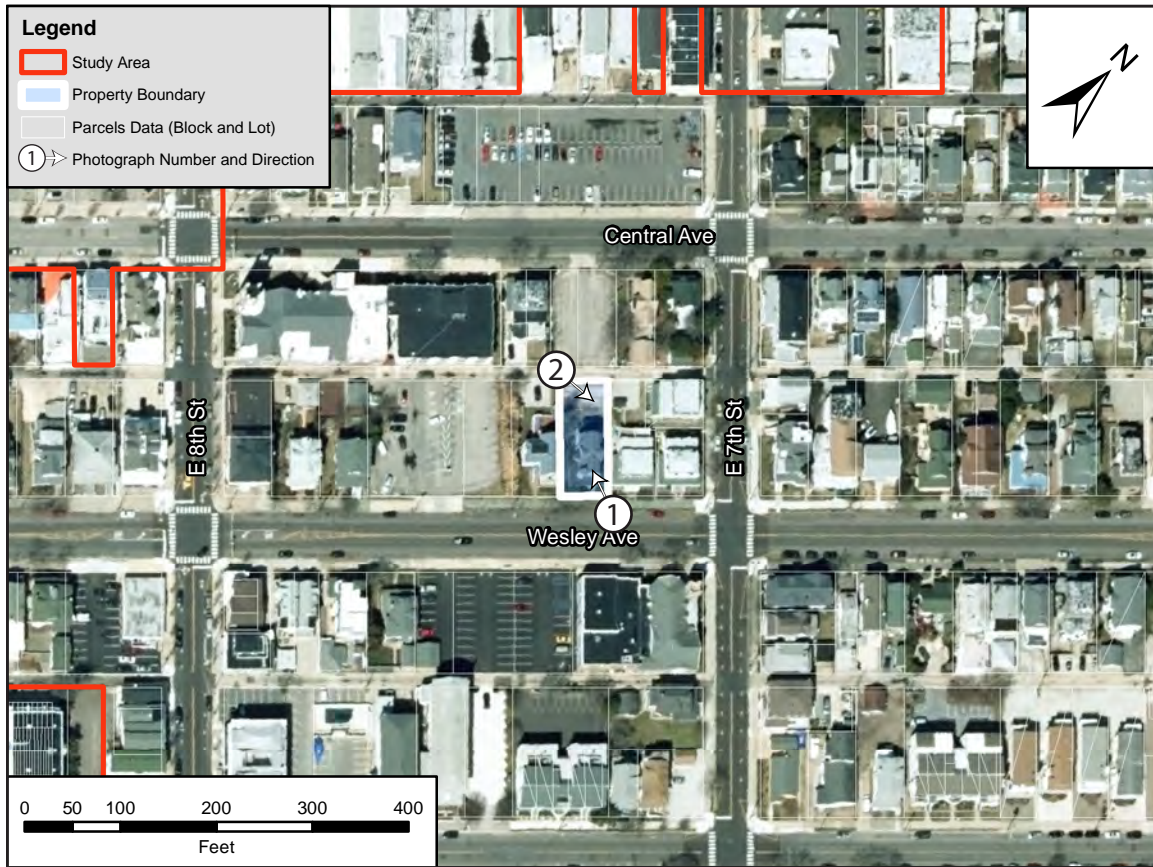 Legend
Study Area
Property Boundary
Parcels Data (Block and Lot)
1 Photograph Number and Direction
N
Central Ave
E 8th St
E 7th St
2
1
Wesley Ave
0 50 100 200 300 400
Feet